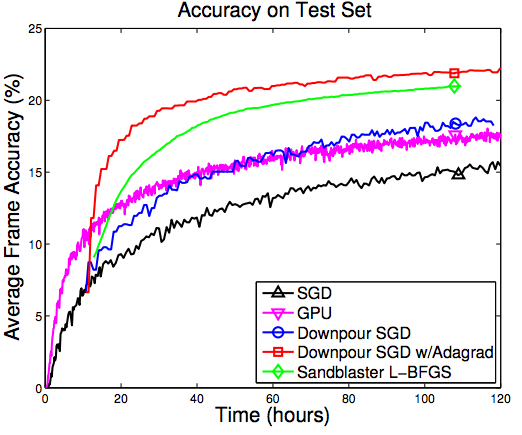 Accuracy on Test Set
25
20
15
10
5
0
Average Frame Accuracy (%)
0 20 40 60 80 100 120
Time (hours)
SGD
GPU
Downpour SGD
Downpour SGD w/Adagrad
Sandblaster L−BFGS